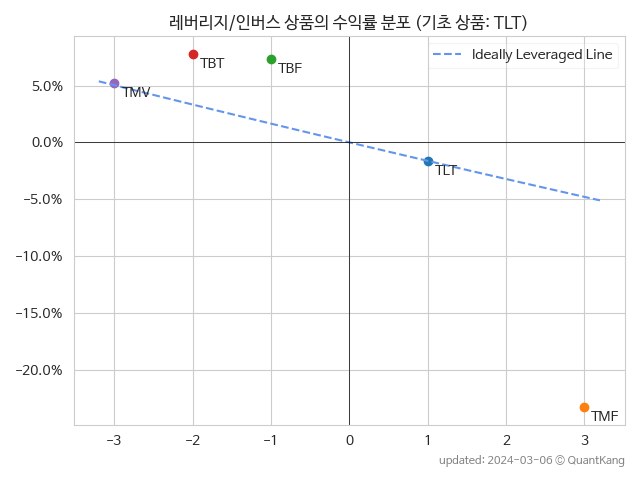 레버리지/인버스 상품의 수익률 분포 (기초 상품: TLT)
Ideally Leveraged Line
TBT
TBF
TMV
TLT
TMF
5.0%
0.0%
−5.0%
−10.0%
−15.0%
−20.0%
−3
−2
−1
0
1
2
3
updated: 2024-03-06 © QuantKang